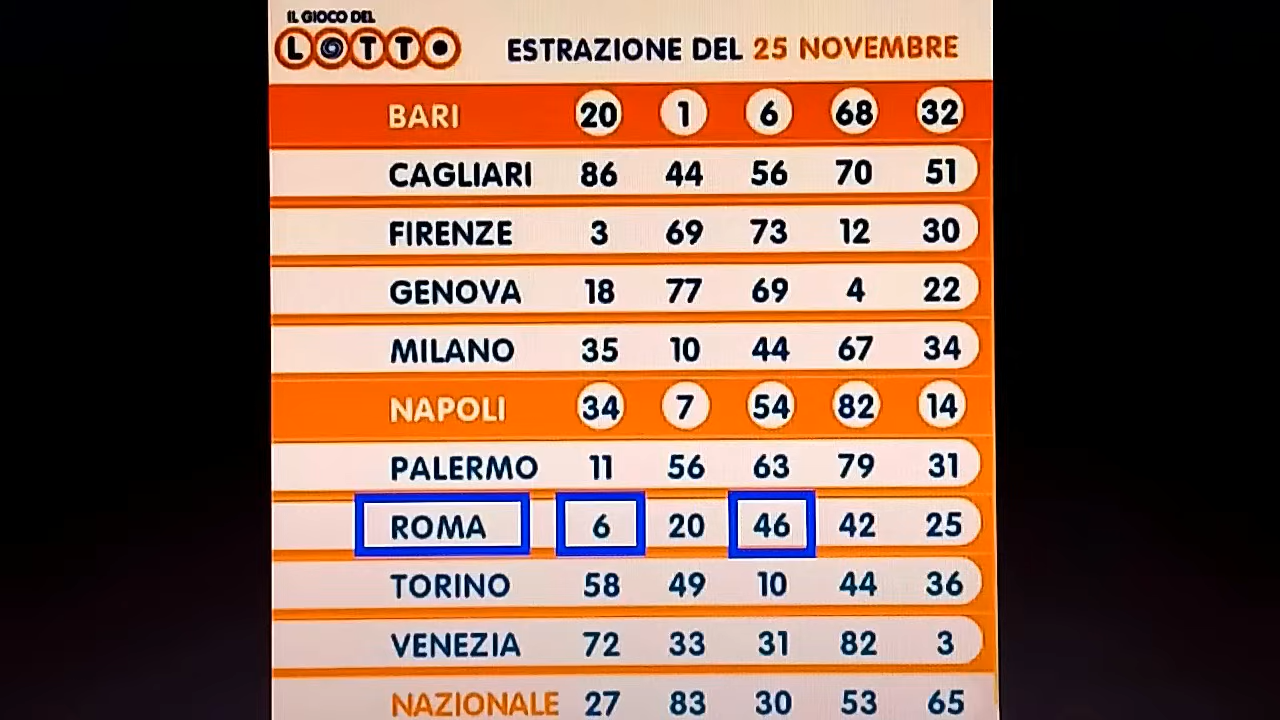 IL GIOCO DEL
LOTTO
ESTRAZIONE DEL 25 NOVEMBRE
BARI 20 1 6 68 32
CAGLIARI 86 44 56 70 51
FIRENZE 3 69 73 12 30
GENOVA 18 77 69 4 22
MILANO 35 10 44 67 34
NAPOLI 34 7 54 82 14
PALERMO 11 56 63 79 31
ROMA 6 20 46 42 25
TORINO 58 49 10 44 36
VENEZIA 72 33 31 82 3
NAZIONALE 27 83 30 53 65